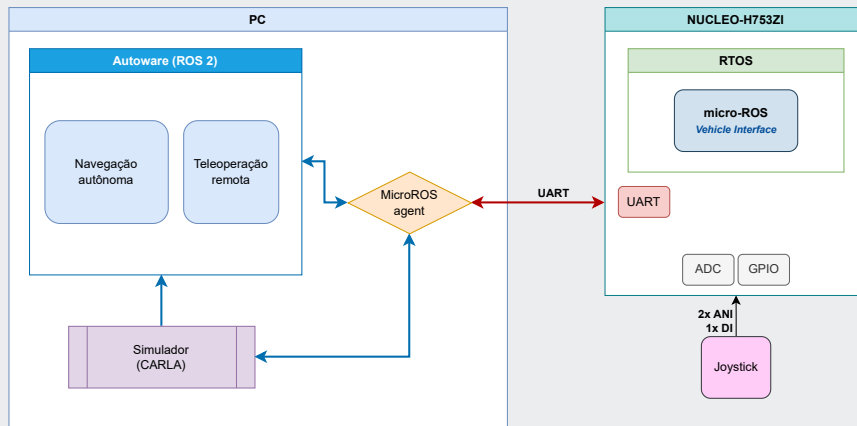 PC
Autoware (ROS 2)
Navegação
autônoma
Teleoperação
remota
MicroROS
agent
Simulador
(CARLA)
UART
NUCLEO-H753ZI
RTOS
micro-ROS
Vehicle Interface
UART
ADC
GPIO
2x ANI
1x DI
Joystick